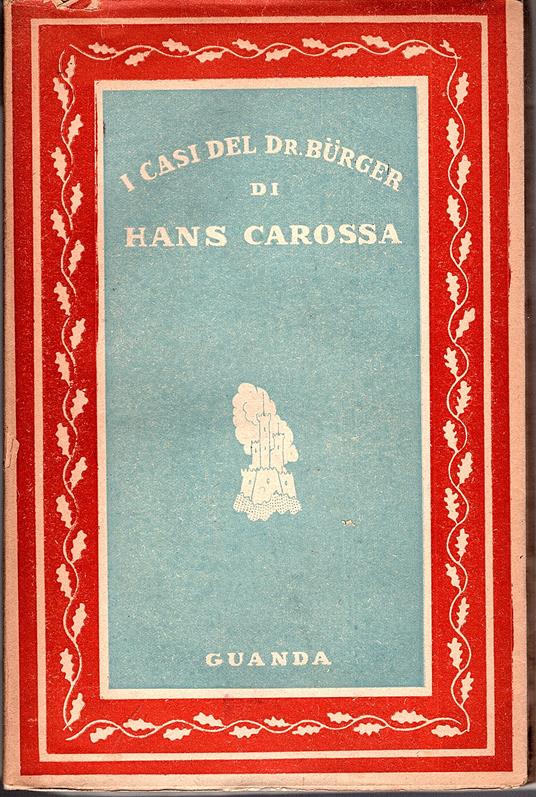 I CASI DEL DR. BÜRGER
DI
HANS CAROSSA
GUANDA